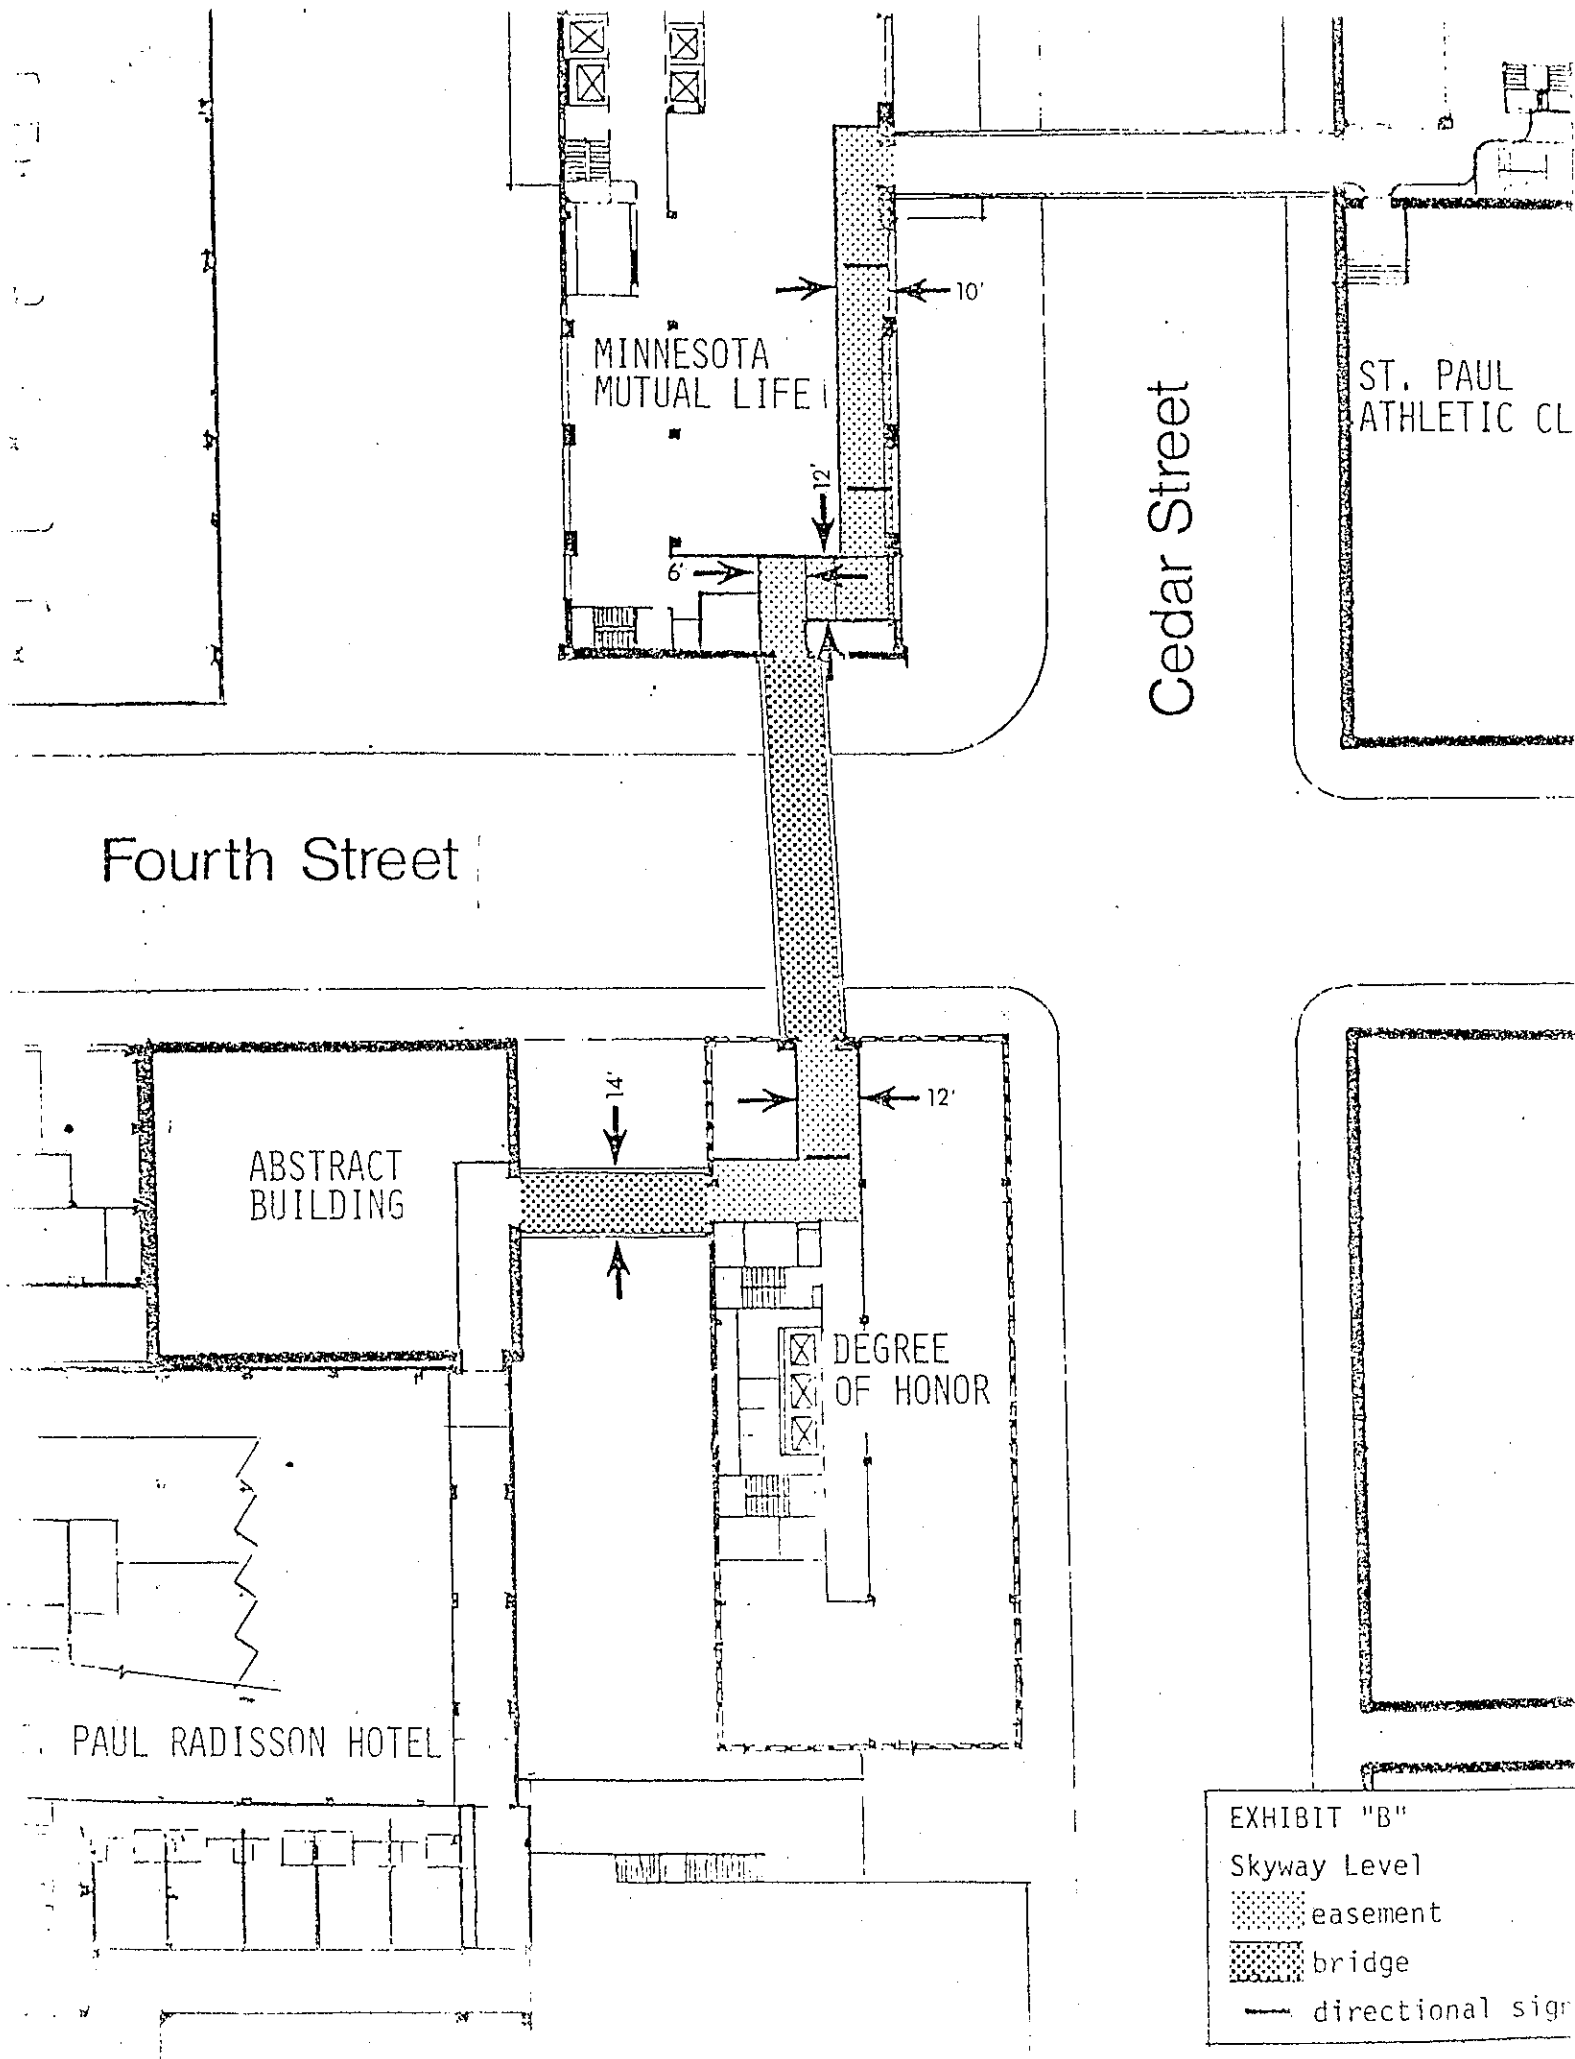 10'
MINNESOTA
MUTUAL LIFE
ST. PAUL
ATHLETIC CL
Cedar Street
12'
6'
Fourth Street
14'
12'
ABSTRACT
BUILDING
DEGREE
OF HONOR
PAUL RADISSON HOTEL
EXHIBIT "B"
Skyway Level
easement
bridge
directional sign